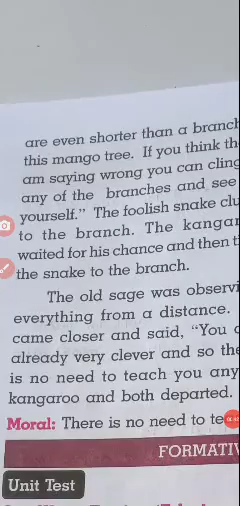 are even shorter than a branch
this mango tree. If you think th
am saying wrong you can cling
any of the branches and see
yourself." The foolish snake clu
to the branch. The kangar
waited for his chance and then t
the snake to the branch.
The old sage was observi
everything from a distance.
came closer and said, "You
already very clever and so the
is no need to teach you any
kangaroo and both departed.
Moral: There is no need to te
FORMATIV
Unit Test